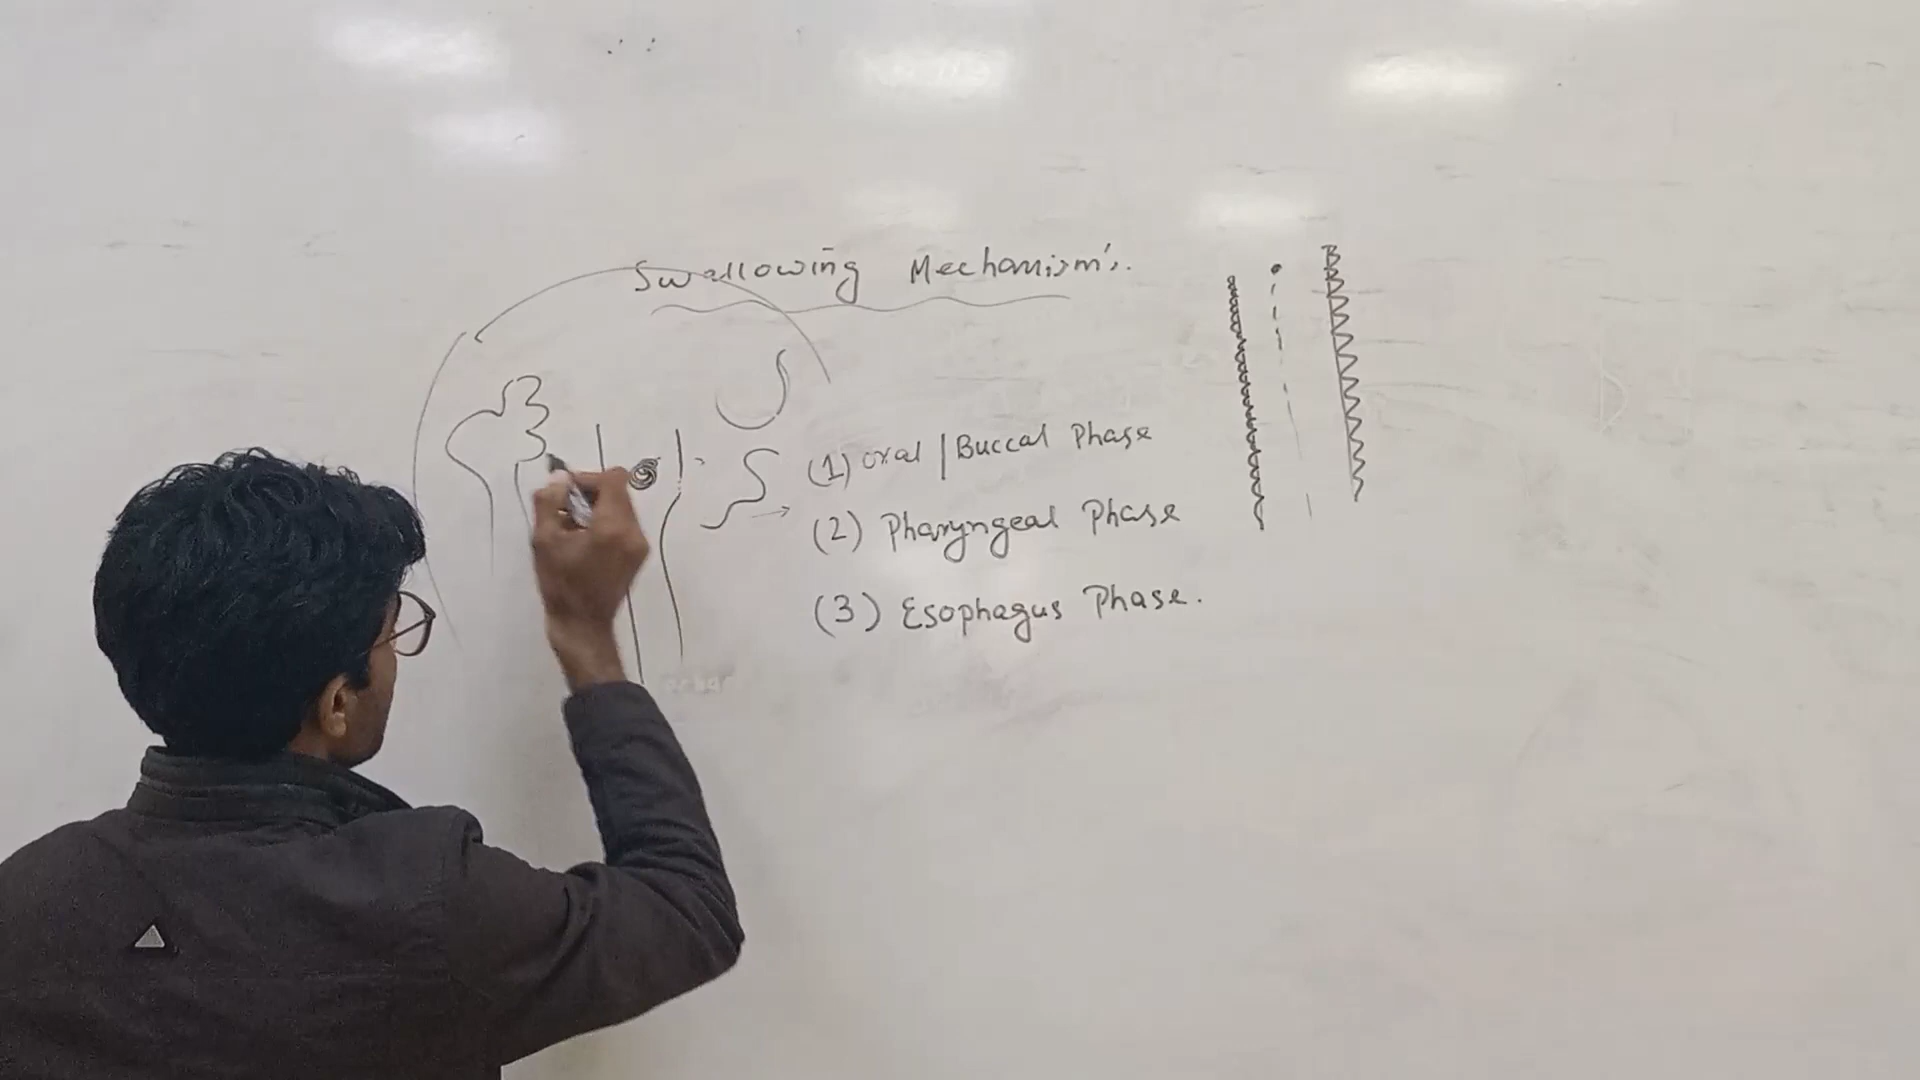 Swallowing Mechanism's.
(1) Oral / Buccal Phase
(2) Pharyngeal Phase
(3) Esophagus Phase.